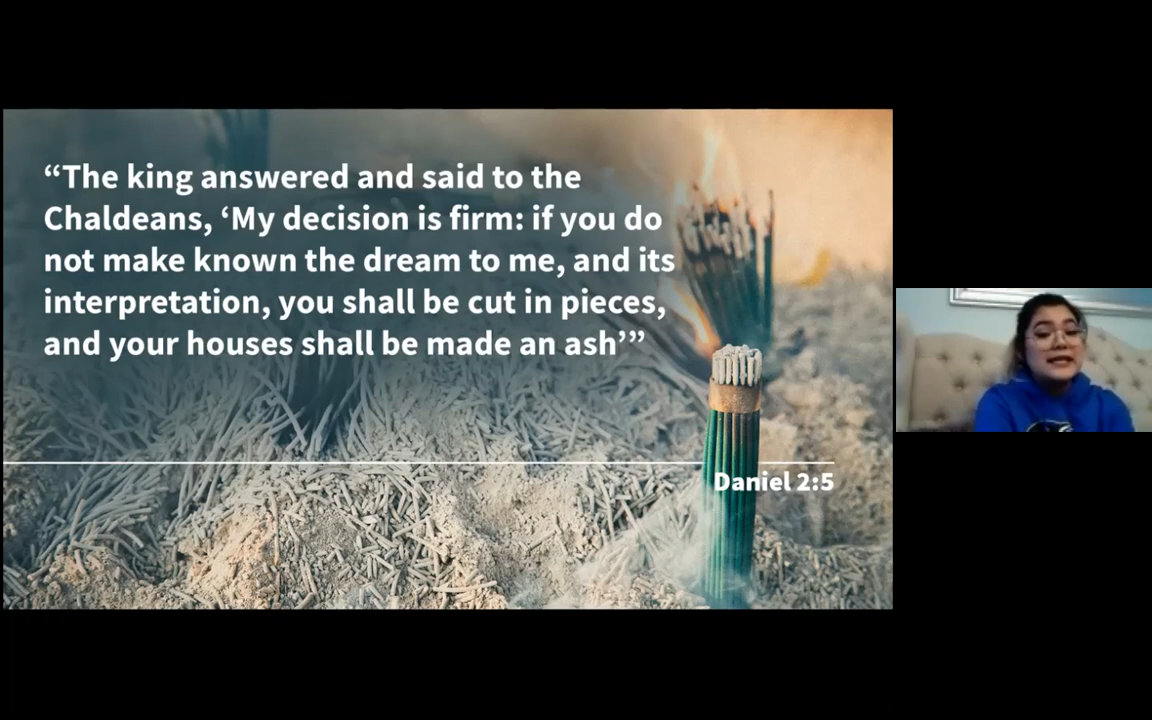 “The king answered and said to the
Chaldeans, ‘My decision is firm: if you do
not make known the dream to me, and its
interpretation, you shall be cut in pieces,
and your houses shall be made an ash’”
Daniel 2:5